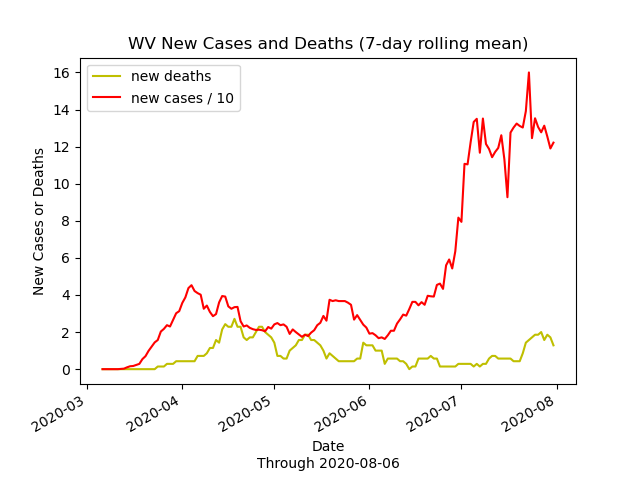 WV New Cases and Deaths (7-day rolling mean)
new deaths
new cases / 10
16
14
12
10
8
6
4
2
0
New Cases or Deaths
2020-03
2020-04
2020-05
2020-06
2020-07
2020-08
Date
Through 2020-08-06